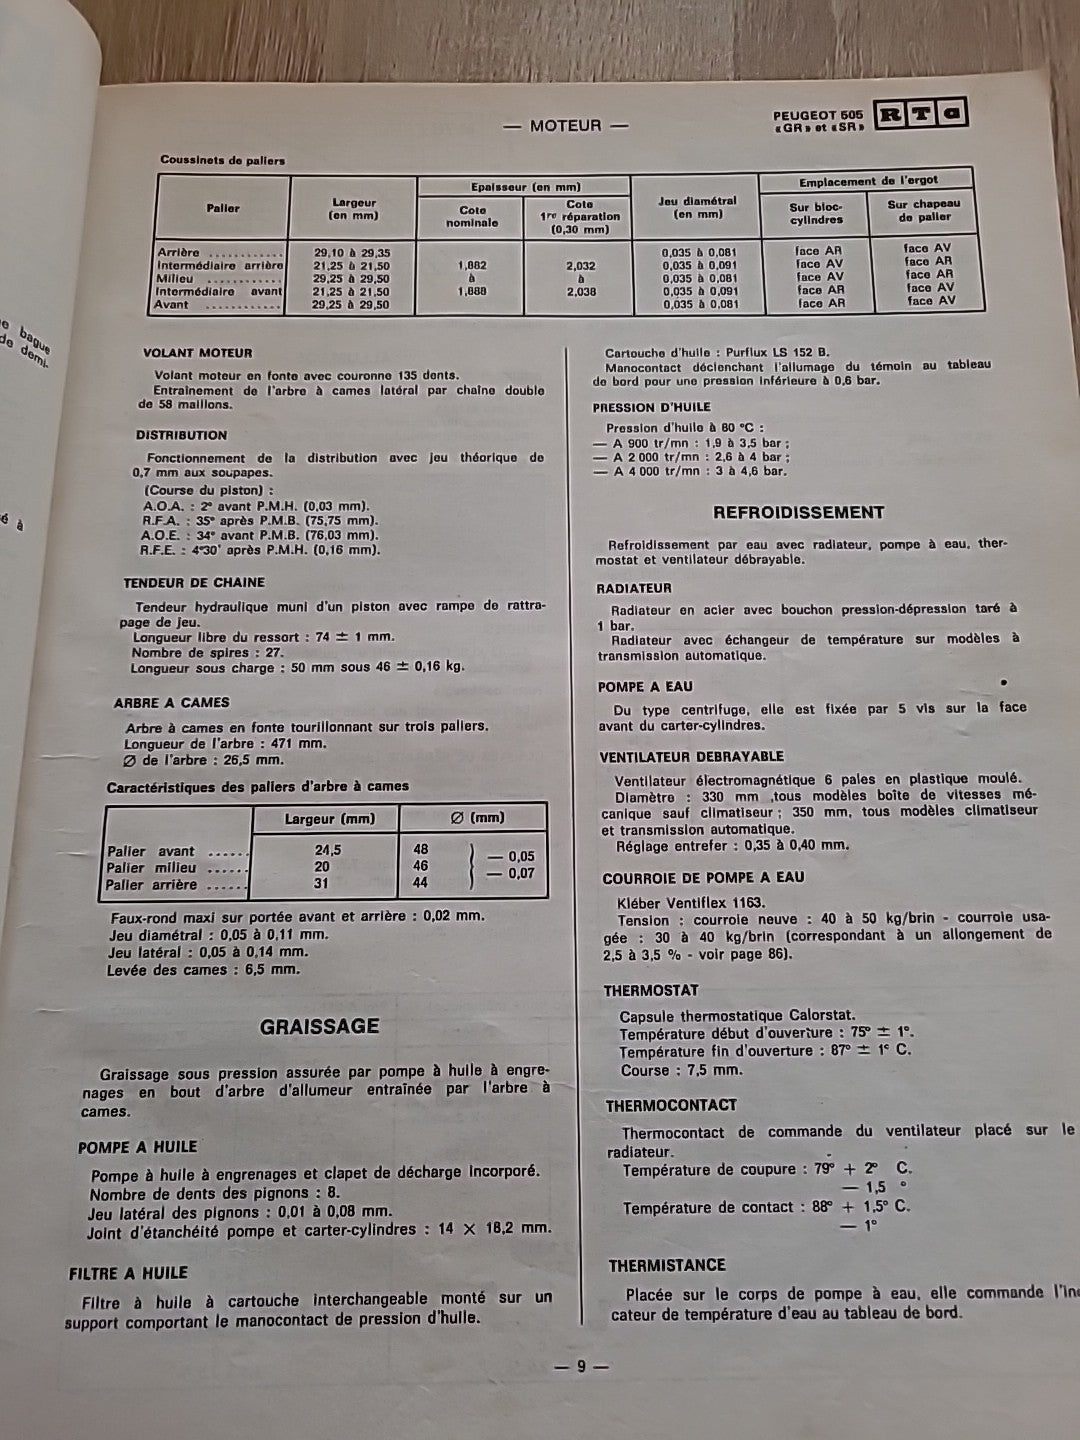 e bague
de demi-
é à
— MOTEUR —
PEUGEOT 505
«GR» et «SR»
RTa
Coussinets de paliers
Palier
Largeur
(en mm)
Epaisseur (en mm)
Cote
nominale
Cote
1re réparation
(0,30 mm)
Jeu diamétral
(en mm)
Emplacement de l'ergot
Sur bloc-
cylindres
Sur chapeau
de palier
Arrière ............ 29,10 à 29,35 0,035 à 0,081 face AR face AV
Intermédiaire arrière 21,25 à 21,50 1,882 2,032 0,035 à 0,091 face AV face AR
Milieu ............ 29,25 à 29,50 à à 0,035 à 0,081 face AV face AR
Intermédiaire avant 21,25 à 21,50 1,888 2,038 0,035 à 0,091 face AR face AV
Avant ............ 29,25 à 29,50 0,035 à 0,081 face AR face AV
VOLANT MOTEUR
Volant moteur en fonte avec couronne 135 dents.
Entraînement de l'arbre à cames latéral par chaîne double
de 58 maillons.
DISTRIBUTION
Fonctionnement de la distribution avec jeu théorique de
0,7 mm aux soupapes.
(Course du piston) :
A.O.A. : 2° avant P.M.H. (0,03 mm).
R.F.A. : 35° après P.M.B. (75,75 mm).
A.O.E. : 34° avant P.M.B. (76,03 mm).
R.F.E. : 4°30' après P.M.H. (0,16 mm).
TENDEUR DE CHAINE
Tendeur hydraulique muni d'un piston avec rampe de rattra-
page de jeu.
Longueur libre du ressort : 74 ± 1 mm.
Nombre de spires : 27.
Longueur sous charge : 50 mm sous 46 ± 0,16 kg.
ARBRE A CAMES
Arbre à cames en fonte tourillonnant sur trois paliers.
Longueur de l'arbre : 471 mm.
Ø de l'arbre : 26,5 mm.
Caractéristiques des paliers d'arbre à cames
Largeur (mm) Ø (mm)
Palier avant ...... 24,5 48 — 0,05
Palier milieu ...... 20 46 — 0,07
Palier arrière ...... 31 44
Faux-rond maxi sur portée avant et arrière : 0,02 mm.
Jeu diamétral : 0,05 à 0,11 mm.
Jeu latéral : 0,05 à 0,14 mm.
Levée des cames : 6,5 mm.
GRAISSAGE
Graissage sous pression assurée par pompe à huile à engre-
nages en bout d'arbre d'allumeur entraînée par l'arbre à
cames.
POMPE A HUILE
Pompe à huile à engrenages et clapet de décharge incorporé.
Nombre de dents des pignons : 8.
Jeu latéral des pignons : 0,01 à 0,08 mm.
Joint d'étanchéité pompe et carter-cylindres : 14 × 18,2 mm.
FILTRE A HUILE
Filtre à huile à cartouche interchangeable monté sur un
support comportant le manocontact de pression d'huile.
Cartouche d'huile : Purflux LS 152 B.
Manocontact déclenchant l'allumage du témoin au tableau
de bord pour une pression inférieure à 0,6 bar.
PRESSION D'HUILE
Pression d'huile à 80 °C :
— A 900 tr/mn : 1,9 à 3,5 bar ;
— A 2 000 tr/mn : 2,6 à 4 bar ;
— A 4 000 tr/mn : 3 à 4,6 bar.
REFROIDISSEMENT
Refroidissement par eau avec radiateur, pompe à eau, ther-
mostat et ventilateur débrayable.
RADIATEUR
Radiateur en acier avec bouchon pression-dépression taré à
1 bar.
Radiateur avec échangeur de température sur modèles à
transmission automatique.
POMPE A EAU
Du type centrifuge, elle est fixée par 5 vis sur la face
avant du carter-cylindres.
VENTILATEUR DEBRAYABLE
Ventilateur électromagnétique 6 pales en plastique moulé.
Diamètre : 330 mm ,tous modèles boîte de vitesses mé-
canique sauf climatiseur ; 350 mm, tous modèles climatiseur
et transmission automatique.
Réglage entrefer : 0,35 à 0,40 mm.
COURROIE DE POMPE A EAU
Kléber Ventiflex 1163.
Tension : courroie neuve : 40 à 50 kg/brin - courroie usa-
gée : 30 à 40 kg/brin (correspondant à un allongement de
2,5 à 3,5 % - voir page 86).
THERMOSTAT
Capsule thermostatique Calorstat.
Température début d'ouverture : 75° ± 1°.
Température fin d'ouverture : 87° ± 1° C.
Course : 7,5 mm.
THERMOCONTACT
Thermocontact de commande du ventilateur placé sur le
radiateur.
Température de coupure : 79° + 2° C.
— 1,5 °
Température de contact : 88° + 1,5° C.
— 1°
THERMISTANCE
Placée sur le corps de pompe à eau, elle commande l'in
cateur de température d'eau au tableau de bord.
— 9 —